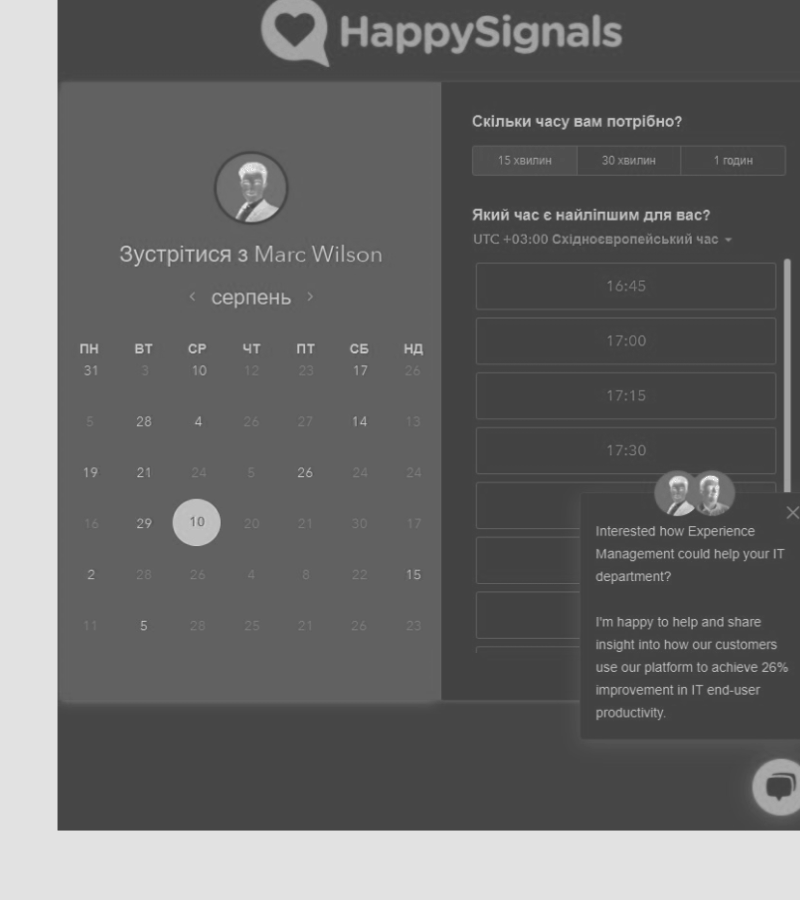 HappySignals
Зустрітися з Marc Wilson
серпень
ПН ВТ СР ЧТ ПТ СБ НД
31 3 10 12 23 17 26
5 28 4 26 27 14 13
19 21 24 5 26 24 24
16 29 10 20 21 30 17
2 28 26 4 8 22 15
11 5 28 25 21 26 23
Скільки часу вам потрібно?
15 хвилин 30 хвилин 1 годин
Який час є найліпшим для вас?
UTC +03:00 Східноєвропейський час
16:45
17:00
17:15
17:30
Interested how Experience
Management could help your IT
department?
I'm happy to help and share
insight into how our customers
use our platform to achieve 26%
improvement in IT end-user
productivity.